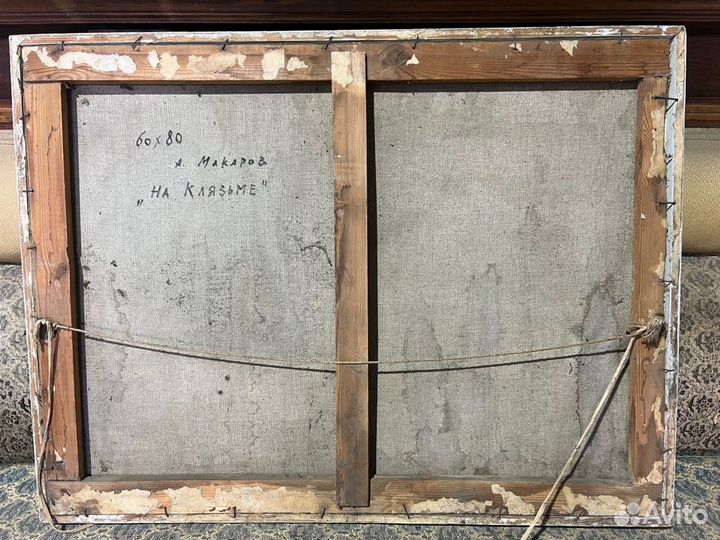 60х80
А. Макаров
„На Клязьме"
Avito